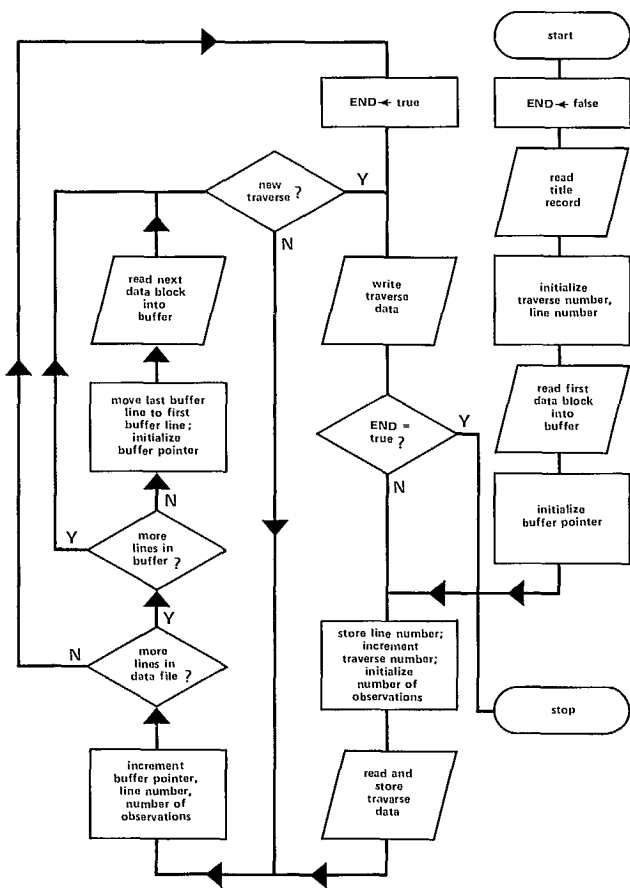 start
END ← false
read
title
record
initialize
traverse number,
line number
read first
data block
into
buffer
initialize
buffer pointer
END ← true
new
traverse ?
Y
N
write
traverse
data
END =
true ?
Y
N
store line number;
increment
traverse number;
initialize
number of
observations
read and
store
travarse
data
stop
read next
data block
into
buffer
move last buffer
line to first
buffer line;
initialize
buffer pointer
N
Y
more
lines in
buffer ?
Y
N
more
lines in
data file ?
increment
buffer pointer,
line number,
number of
observations